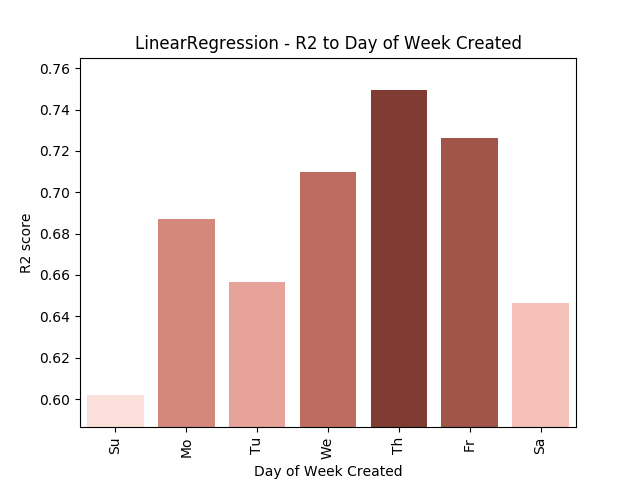 LinearRegression - R2 to Day of Week Created
0.76
0.74
0.72
0.70
0.68
0.66
0.64
0.62
0.60
R2 score
Su
Mo
Tu
We
Th
Fr
Sa
Day of Week Created